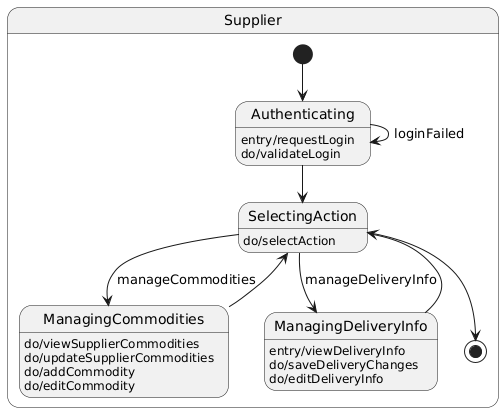 Supplier
Authenticating
entry/requestLogin
do/validateLogin
loginFailed
SelectingAction
do/selectAction
manageCommodities
manageDeliveryInfo
ManagingCommodities
do/viewSupplierCommodities
do/updateSupplierCommodities
do/addCommodity
do/editCommodity
ManagingDeliveryInfo
entry/viewDeliveryInfo
do/saveDeliveryChanges
do/editDeliveryInfo